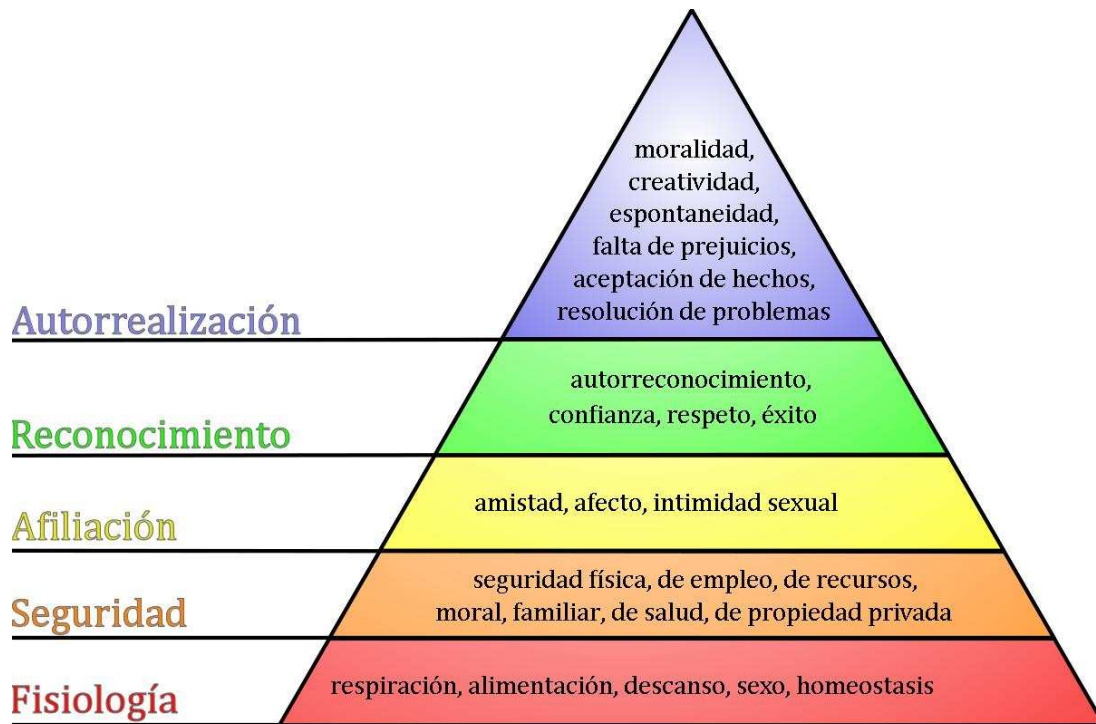 moralidad,
creatividad,
espontaneidad,
falta de prejuicios,
aceptación de hechos,
resolución de problemas
Autorrealización
autorreconocimiento,
confianza, respeto, éxito
Reconocimiento
amistad, afecto, intimidad sexual
Afiliación
seguridad física, de empleo, de recursos,
moral, familiar, de salud, de propiedad privada
Seguridad
respiración, alimentación, descanso, sexo, homeostasis
Fisiología